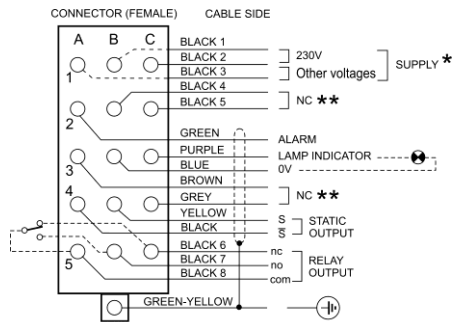 CONNECTOR (FEMALE) CABLE SIDE
A B C
BLACK 1
BLACK 2
230V
1
BLACK 3
Other voltages
SUPPLY *
BLACK 4
BLACK 5
NC **
2
GREEN
ALARM
PURPLE
LAMP INDICATOR
3
BLUE
0V
BROWN
NC **
4
GREY
YELLOW
S
STATIC
BLACK
S̅
OUTPUT
BLACK 6
nc
5
BLACK 7
no
RELAY
BLACK 8
com
OUTPUT
GREEN-YELLOW